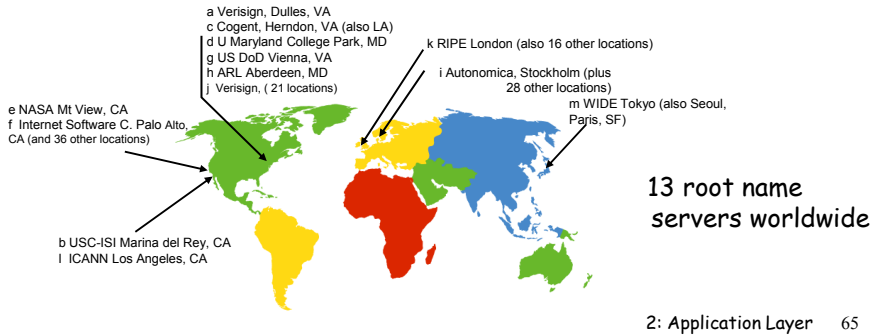 a Verisign, Dulles, VA
c Cogent, Herndon, VA (also LA)
d U Maryland College Park, MD
g US DoD Vienna, VA
h ARL Aberdeen, MD
j Verisign, ( 21 locations)
k RIPE London (also 16 other locations)
i Autonomica, Stockholm (plus
28 other locations)
m WIDE Tokyo (also Seoul,
Paris, SF)
e NASA Mt View, CA
f Internet Software C. Palo Alto,
CA (and 36 other locations)
b USC-ISI Marina del Rey, CA
l ICANN Los Angeles, CA
13 root name
servers worldwide
2: Application Layer 65